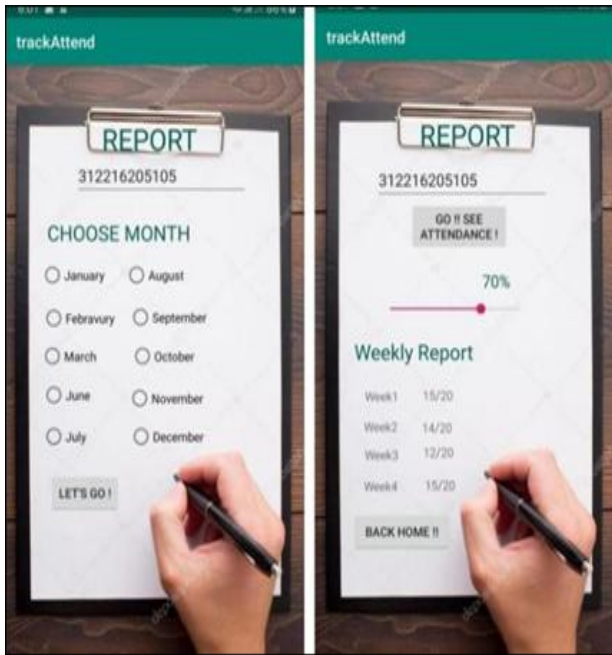 6:01
trackAttend
REPORT
312216205105
CHOOSE MONTH
January
August
Febravury
September
March
October
June
November
July
December
LET'S GO !
trackAttend
REPORT
312216205105
GO !! SEE
ATTENDANCE !
70%
Weekly Report
Week1 15/20
Week2 14/20
Week3 12/20
Week4 15/20
BACK HOME !!